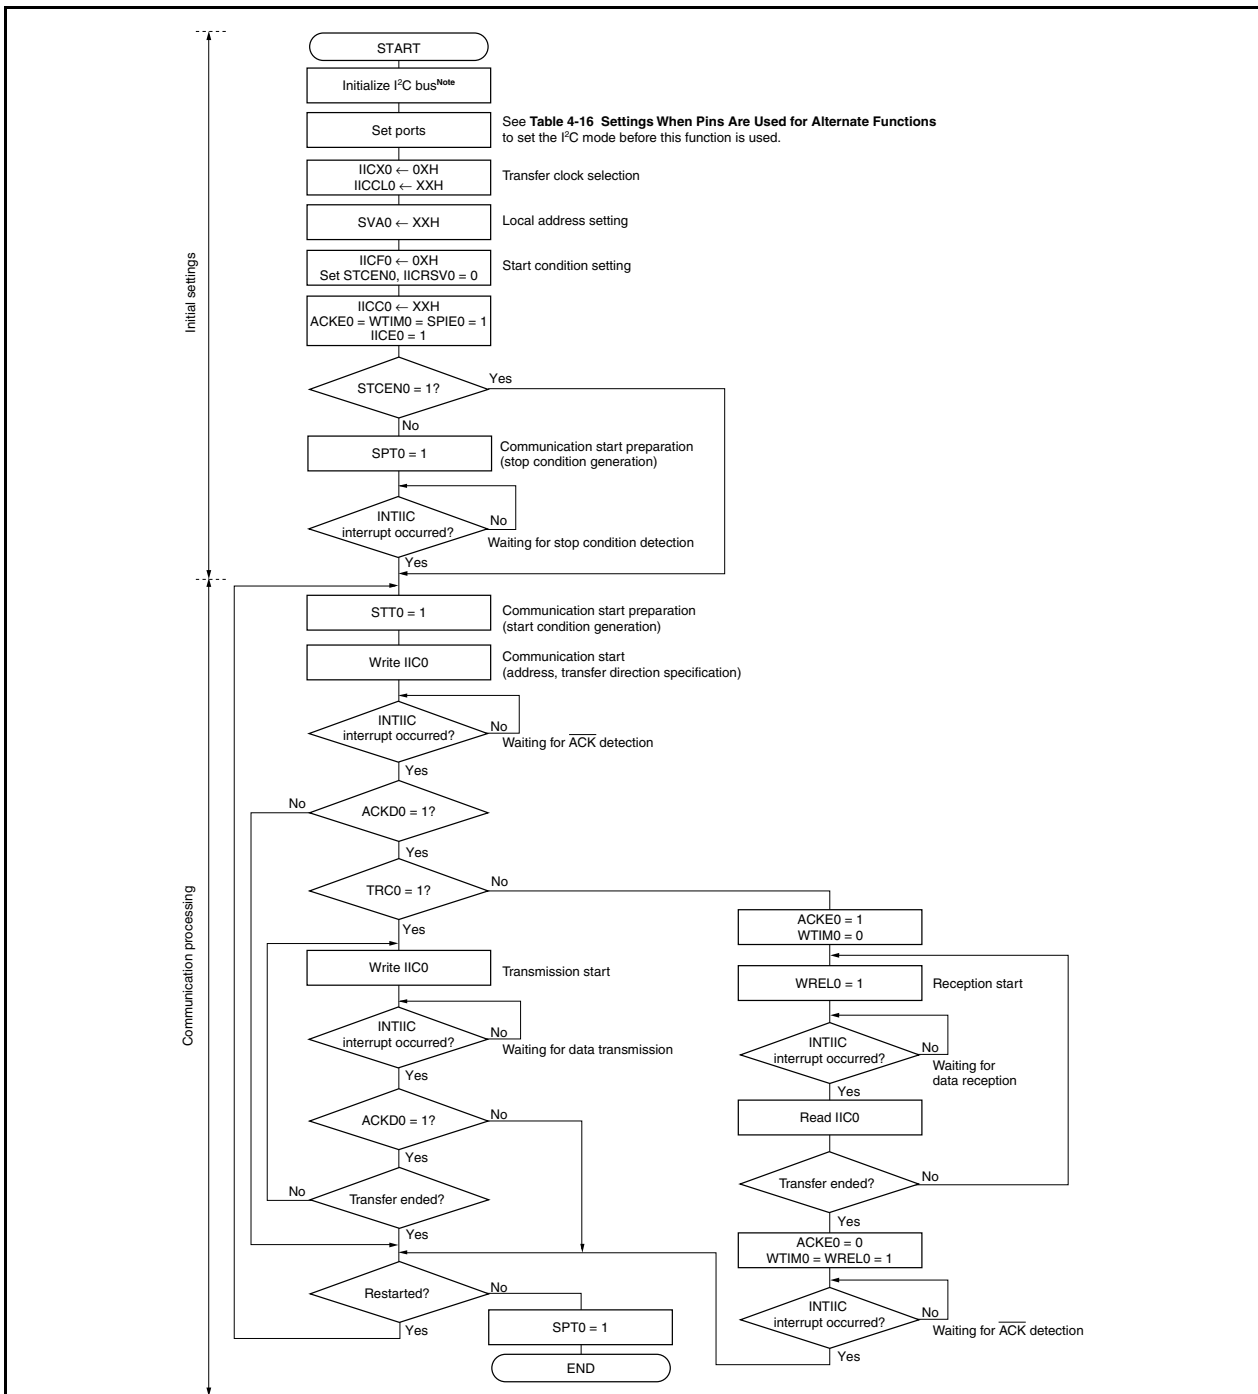 START
Initialize I²C bus^Note
Set ports
See Table 4-16 Settings When Pins Are Used for Alternate Functions
to set the I²C mode before this function is used.
IICX0 ← 0XH
IICCL0 ← XXH
Transfer clock selection
SVA0 ← XXH
Local address setting
IICF0 ← 0XH
Set STCEN0, IICRSV0 = 0
Start condition setting
IICC0 ← XXH
ACKE0 = WTIM0 = SPIE0 = 1
IICE0 = 1
Initial settings
STCEN0 = 1?
Yes
No
SPT0 = 1
Communication start preparation
(stop condition generation)
INTIIC
interrupt occurred?
No
Waiting for stop condition detection
Yes
STT0 = 1
Communication start preparation
(start condition generation)
Write IIC0
Communication start
(address, transfer direction specification)
INTIIC
interrupt occurred?
No
Waiting for A̅C̅K̅ detection
Yes
ACKD0 = 1?
No
Yes
TRC0 = 1?
No
Yes
Communication processing
Write IIC0
Transmission start
INTIIC
interrupt occurred?
No
Waiting for data transmission
Yes
ACKD0 = 1?
No
Yes
Transfer ended?
No
Yes
Restarted?
No
Yes
SPT0 = 1
END
ACKE0 = 1
WTIM0 = 0
WREL0 = 1
Reception start
INTIIC
interrupt occurred?
No
Waiting for
data reception
Yes
Read IIC0
Transfer ended?
No
Yes
ACKE0 = 0
WTIM0 = WREL0 = 1
INTIIC
interrupt occurred?
No
Waiting for A̅C̅K̅ detection
Yes